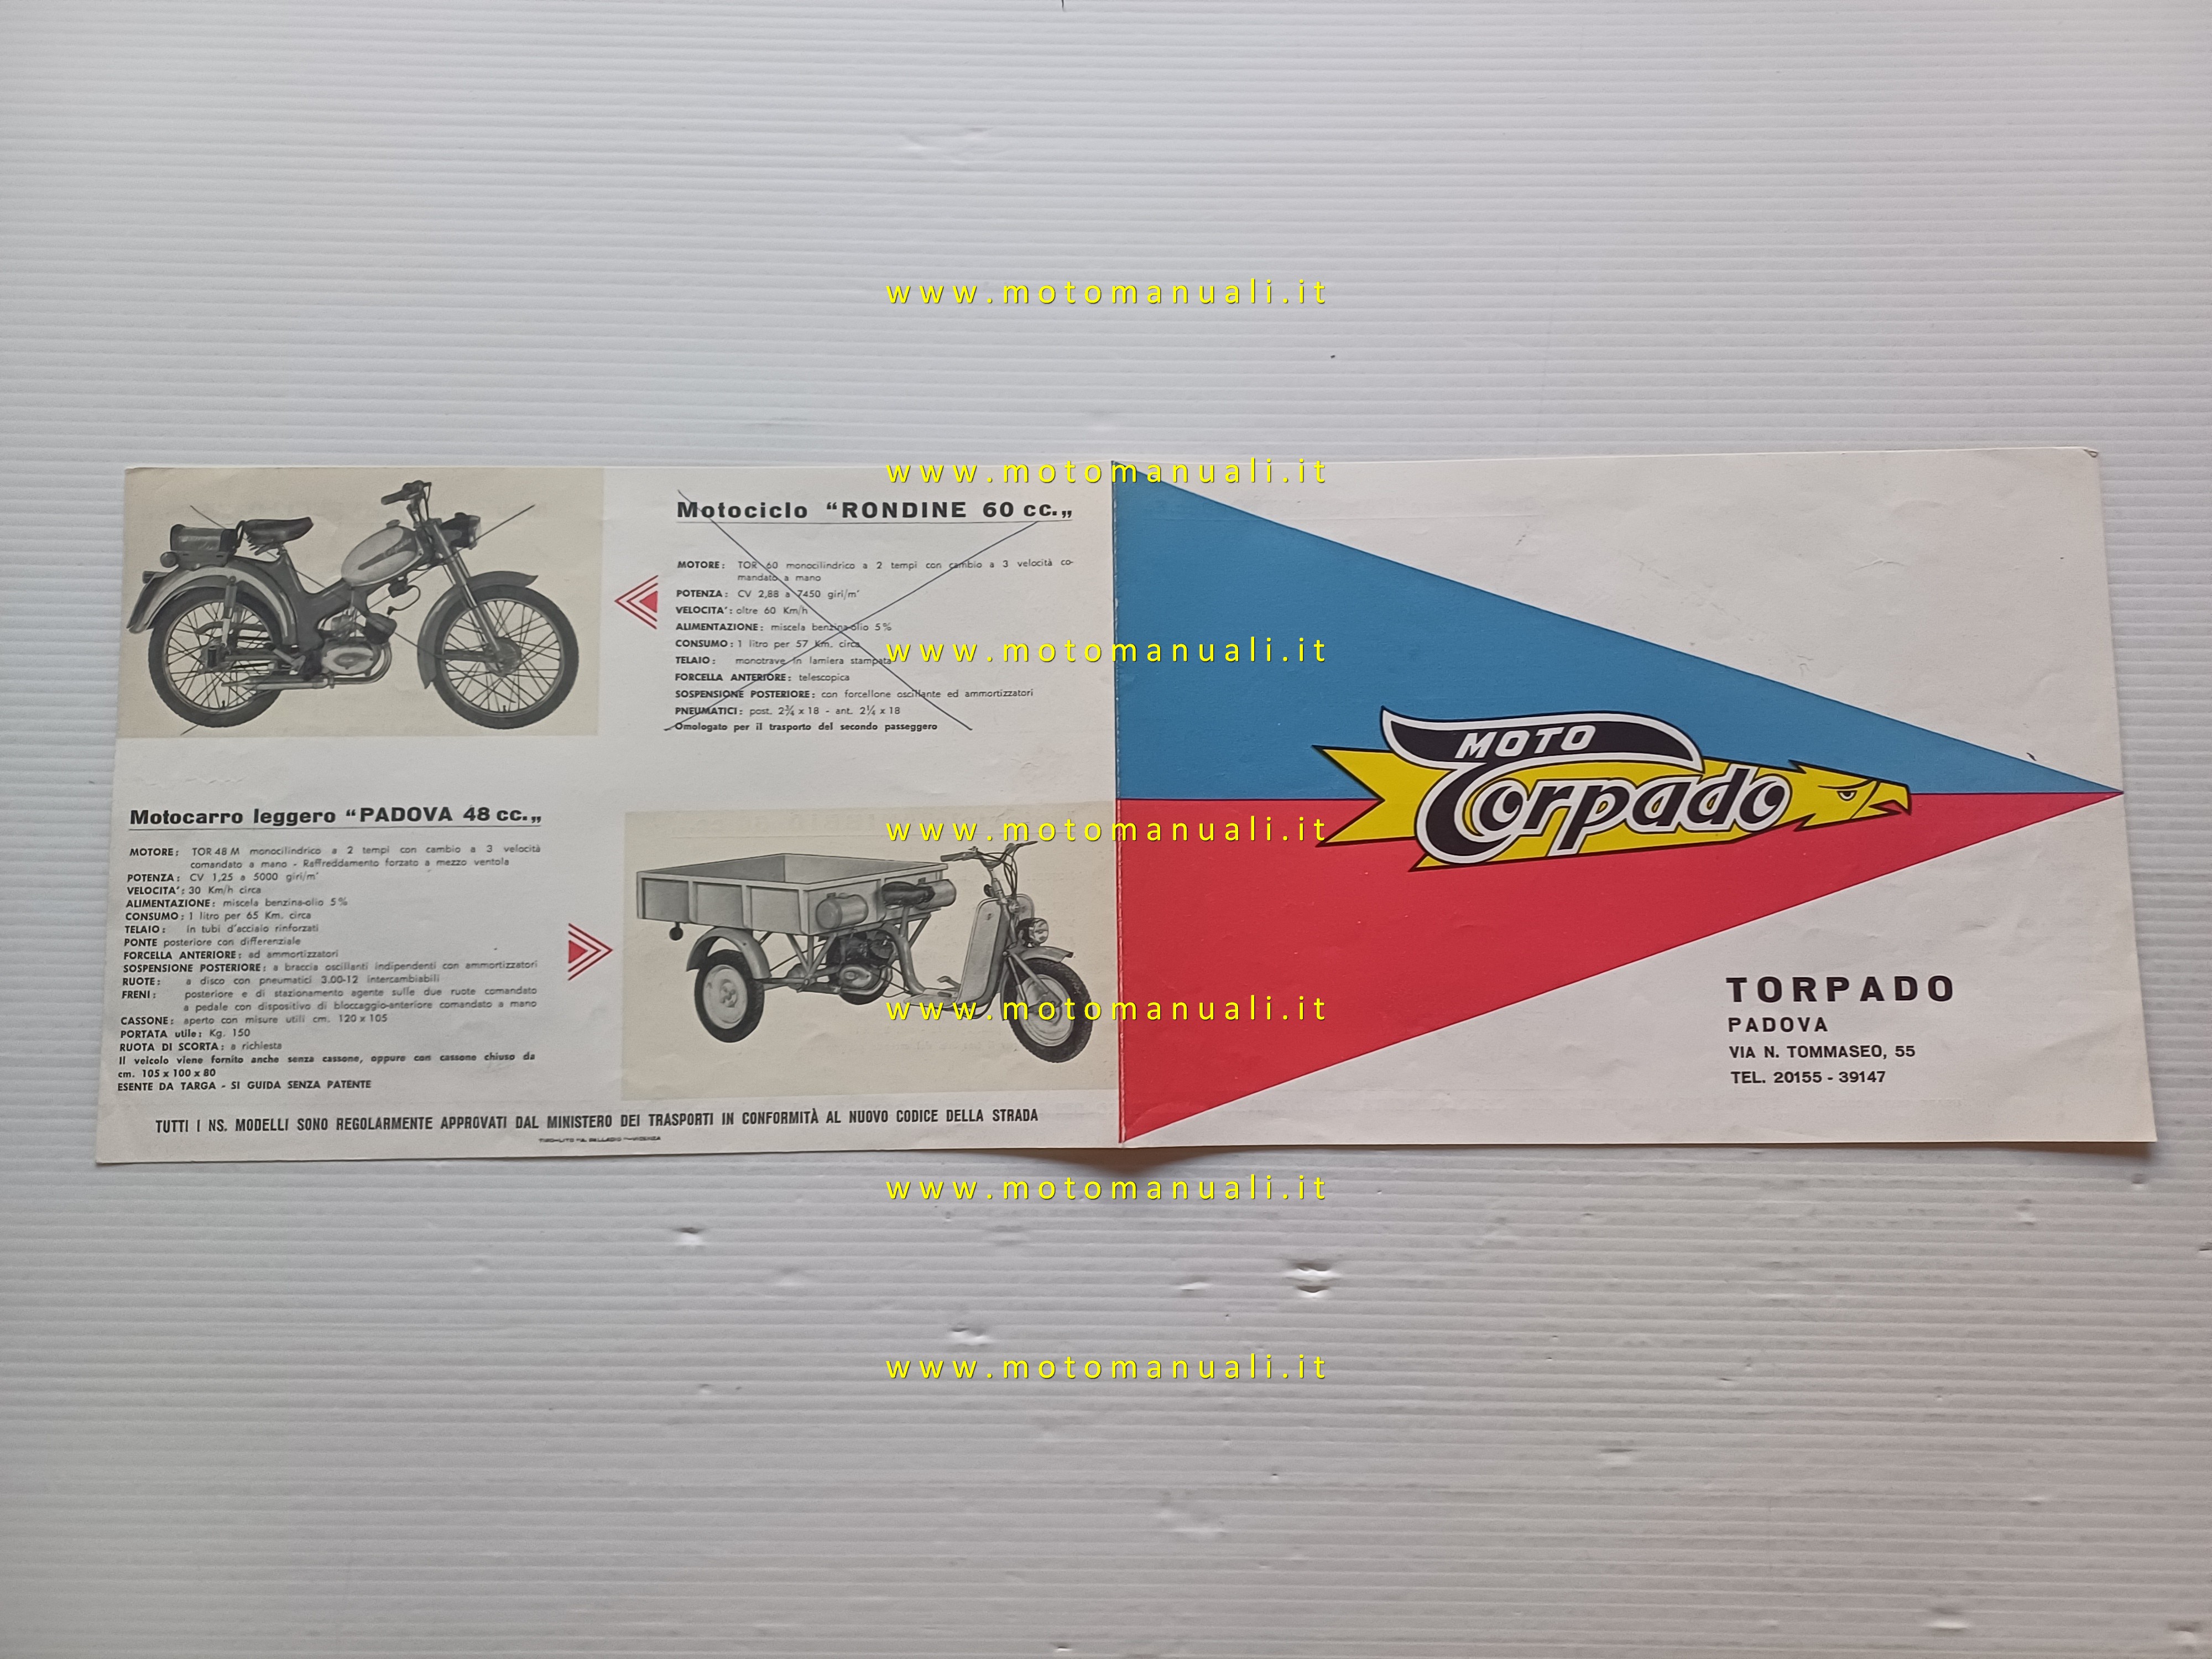 www.motomanuali.it
www.motomanuali.it
Motociclo “RONDINE 60 cc.„
MOTORE: TOR 60 monocilindrico a 2 tempi con cambio a 3 velocità co-
mandato a mano
POTENZA: CV 2,88 a 7450 giri/m'
VELOCITA': oltre 60 Km/h
ALIMENTAZIONE: miscela benzina-olio 5%
CONSUMO: 1 litro per 57 Km. circa
TELAIO: monotrave in lamiera stampata
FORCELLA ANTERIORE: telescopica
SOSPENSIONE POSTERIORE: con forcellone oscillante ed ammortizzatori
PNEUMATICI: post. 2¾ x 18 - ant. 2¼ x 18
Omologato per il trasporto del secondo passeggero
www.motomanuali.it
Motocarro leggero “PADOVA 48 cc.„
MOTORE: TOR 48 M monocilindrico a 2 tempi con cambio a 3 velocità
comandato a mano - Raffreddamento forzato a mezzo ventola
POTENZA: CV 1,25 a 5000 giri/m'
VELOCITA': 30 Km/h circa
ALIMENTAZIONE: miscela benzina-olio 5%
CONSUMO: 1 litro per 65 Km. circa
TELAIO: in tubi d'acciaio rinforzati
PONTE posteriore con differenziale
FORCELLA ANTERIORE: ad ammortizzatori
SOSPENSIONE POSTERIORE: a braccia oscillanti indipendenti con ammortizzatori
RUOTE: a disco con pneumatici 3.00-12 intercambiabili
FRENI: posteriore e di stazionamento agente sulle due ruote comandato
a pedale con dispositivo di bloccaggio-anteriore comandato a mano
CASSONE: aperto con misure utili cm. 120 x 105
PORTATA utile: Kg. 150
RUOTA DI SCORTA: a richiesta
Il veicolo viene fornito anche senza cassone, oppure con cassone chiuso da
cm. 105 x 100 x 80
ESENTE DA TARGA - SI GUIDA SENZA PATENTE
www.motomanuali.it
www.motomanuali.it
TUTTI I NS. MODELLI SONO REGOLARMENTE APPROVATI DAL MINISTERO DEI TRASPORTI IN CONFORMITÀ AL NUOVO CODICE DELLA STRADA
TIPO-LITO "A. PALLADIO" - VICENZA
MOTO
Torpado
TORPADO
PADOVA
VIA N. TOMMASEO, 55
TEL. 20155 - 39147
www.motomanuali.it
www.motomanuali.it